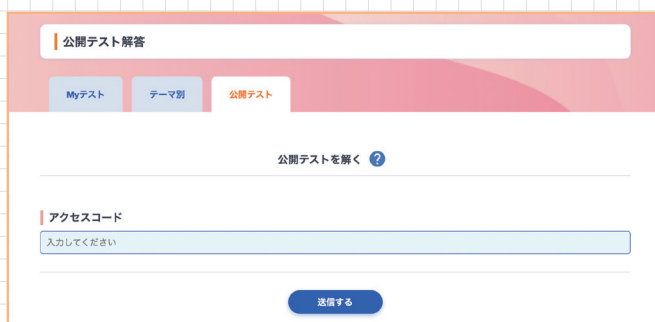 公開テスト解答
Myテスト
テーマ別
公開テスト
公開テストを解く ?
アクセスコード
入力してください
送信する